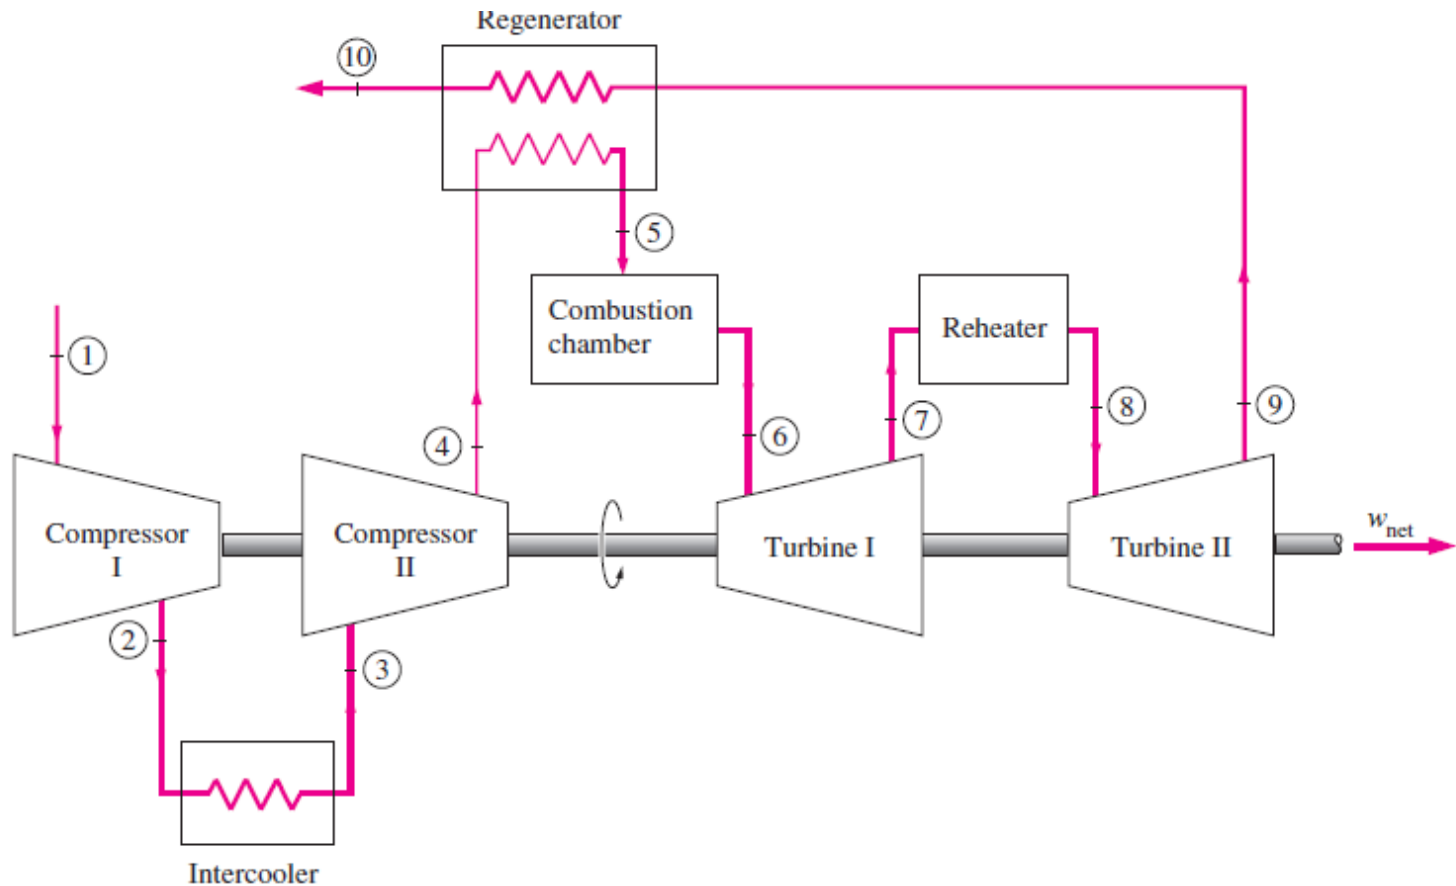 Regenerator
10
5
Combustion
chamber
Reheater
1
4
6
7
8
9
Compressor
I
Compressor
II
Turbine I
Turbine II
w_net
2
3
Intercooler